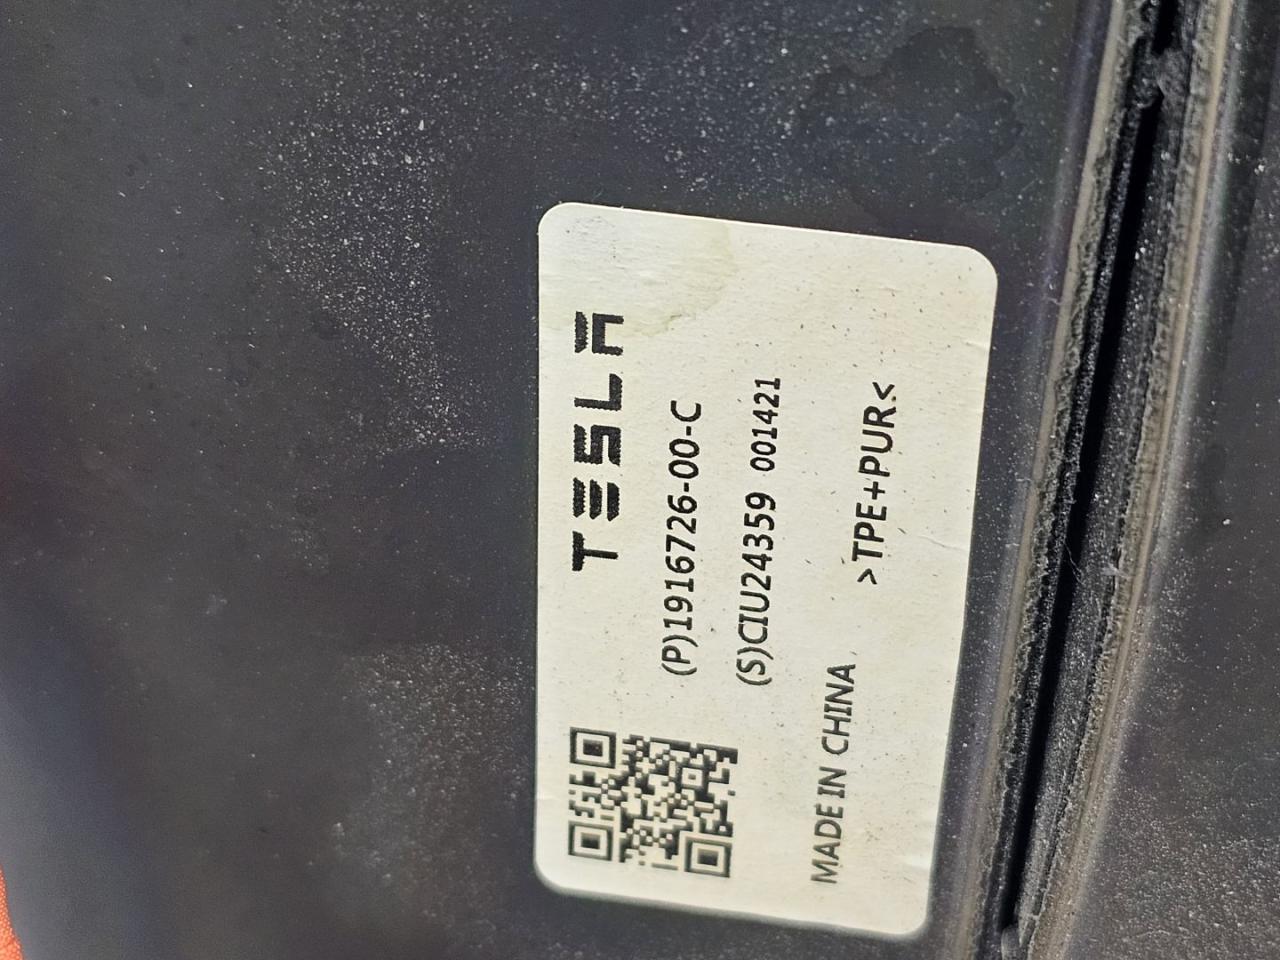 TESLA
(P)1916726-00-C
(S)CIU24359 001421
MADE IN CHINA >TPE+PUR<